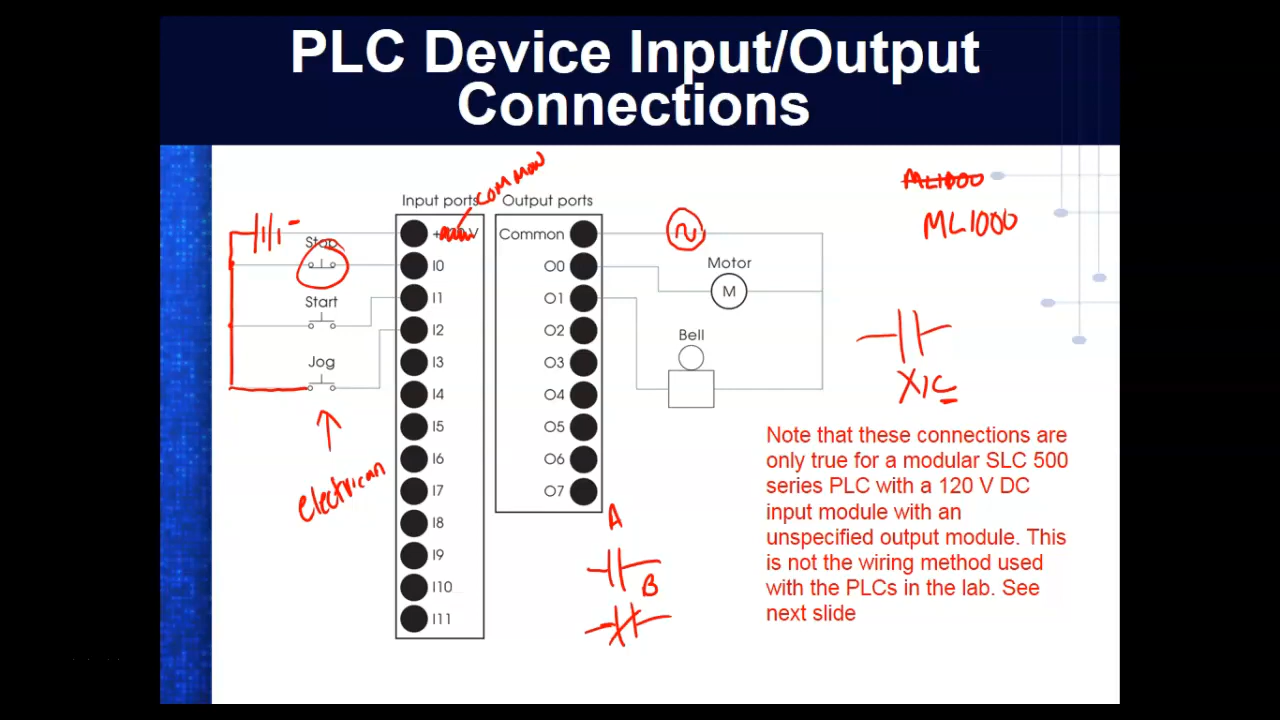 PLC Device Input/Output
Connections
common
Input ports
Output ports
ML1000
ML1000
Stop
Common
I0
O0
Motor
M
Start
I1
O1
I2
O2
Bell
Jog
I3
O3
I4
O4
XIC
I5
O5
I6
O6
I7
O7
electrican
I8
A
I9
B
I10
I11
Note that these connections are
only true for a modular SLC 500
series PLC with a 120 V DC
input module with an
unspecified output module. This
is not the wiring method used
with the PLCs in the lab. See
next slide